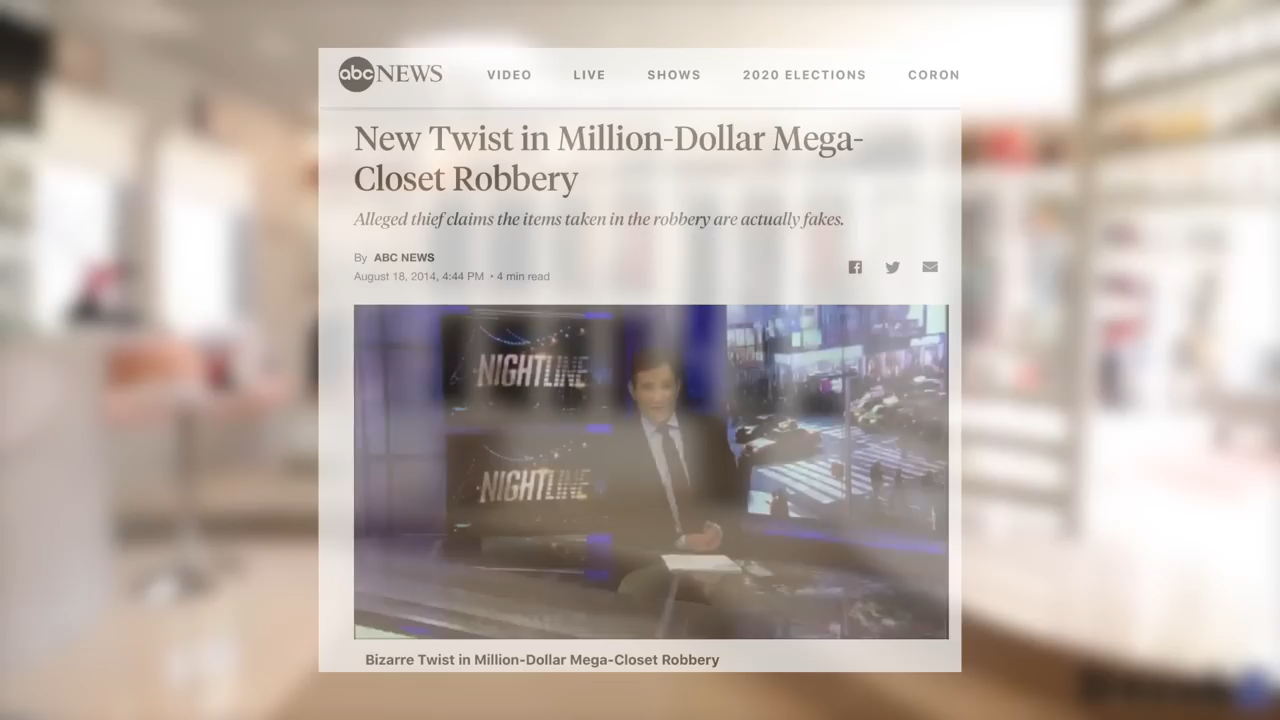 abc NEWS VIDEO LIVE SHOWS 2020 ELECTIONS CORON
New Twist in Million-Dollar Mega-
Closet Robbery
Alleged thief claims the items taken in the robbery are actually fakes.
By ABC NEWS
August 18, 2014, 4:44 PM • 4 min read
NIGHTLINE
NIGHTLINE
Bizarre Twist in Million-Dollar Mega-Closet Robbery